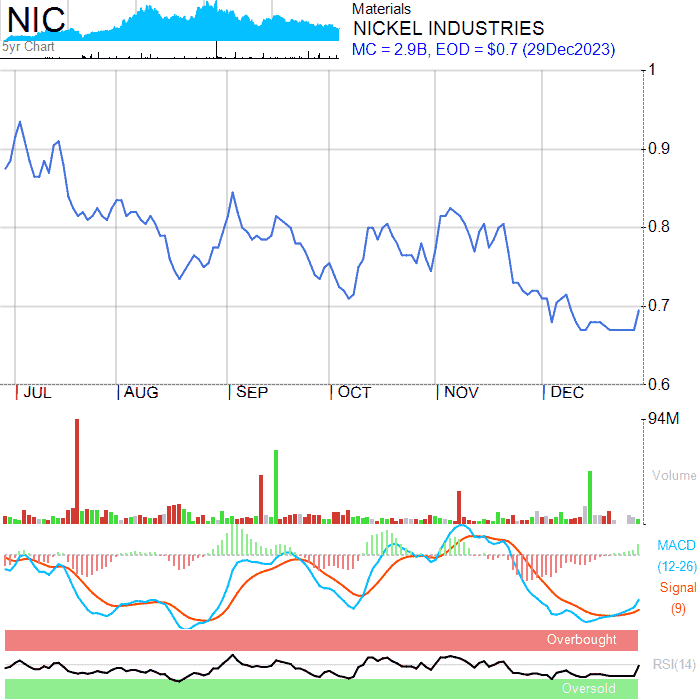 NIC
5yr Chart
Materials
NICKEL INDUSTRIES
MC = 2.9B, EOD = $0.7 (29Dec2023)
1
0.9
0.8
0.7
0.6
JUL AUG SEP OCT NOV DEC
94M
Volume
MACD
(12-26)
Signal
(9)
Overbought
RSI(14)
Oversold